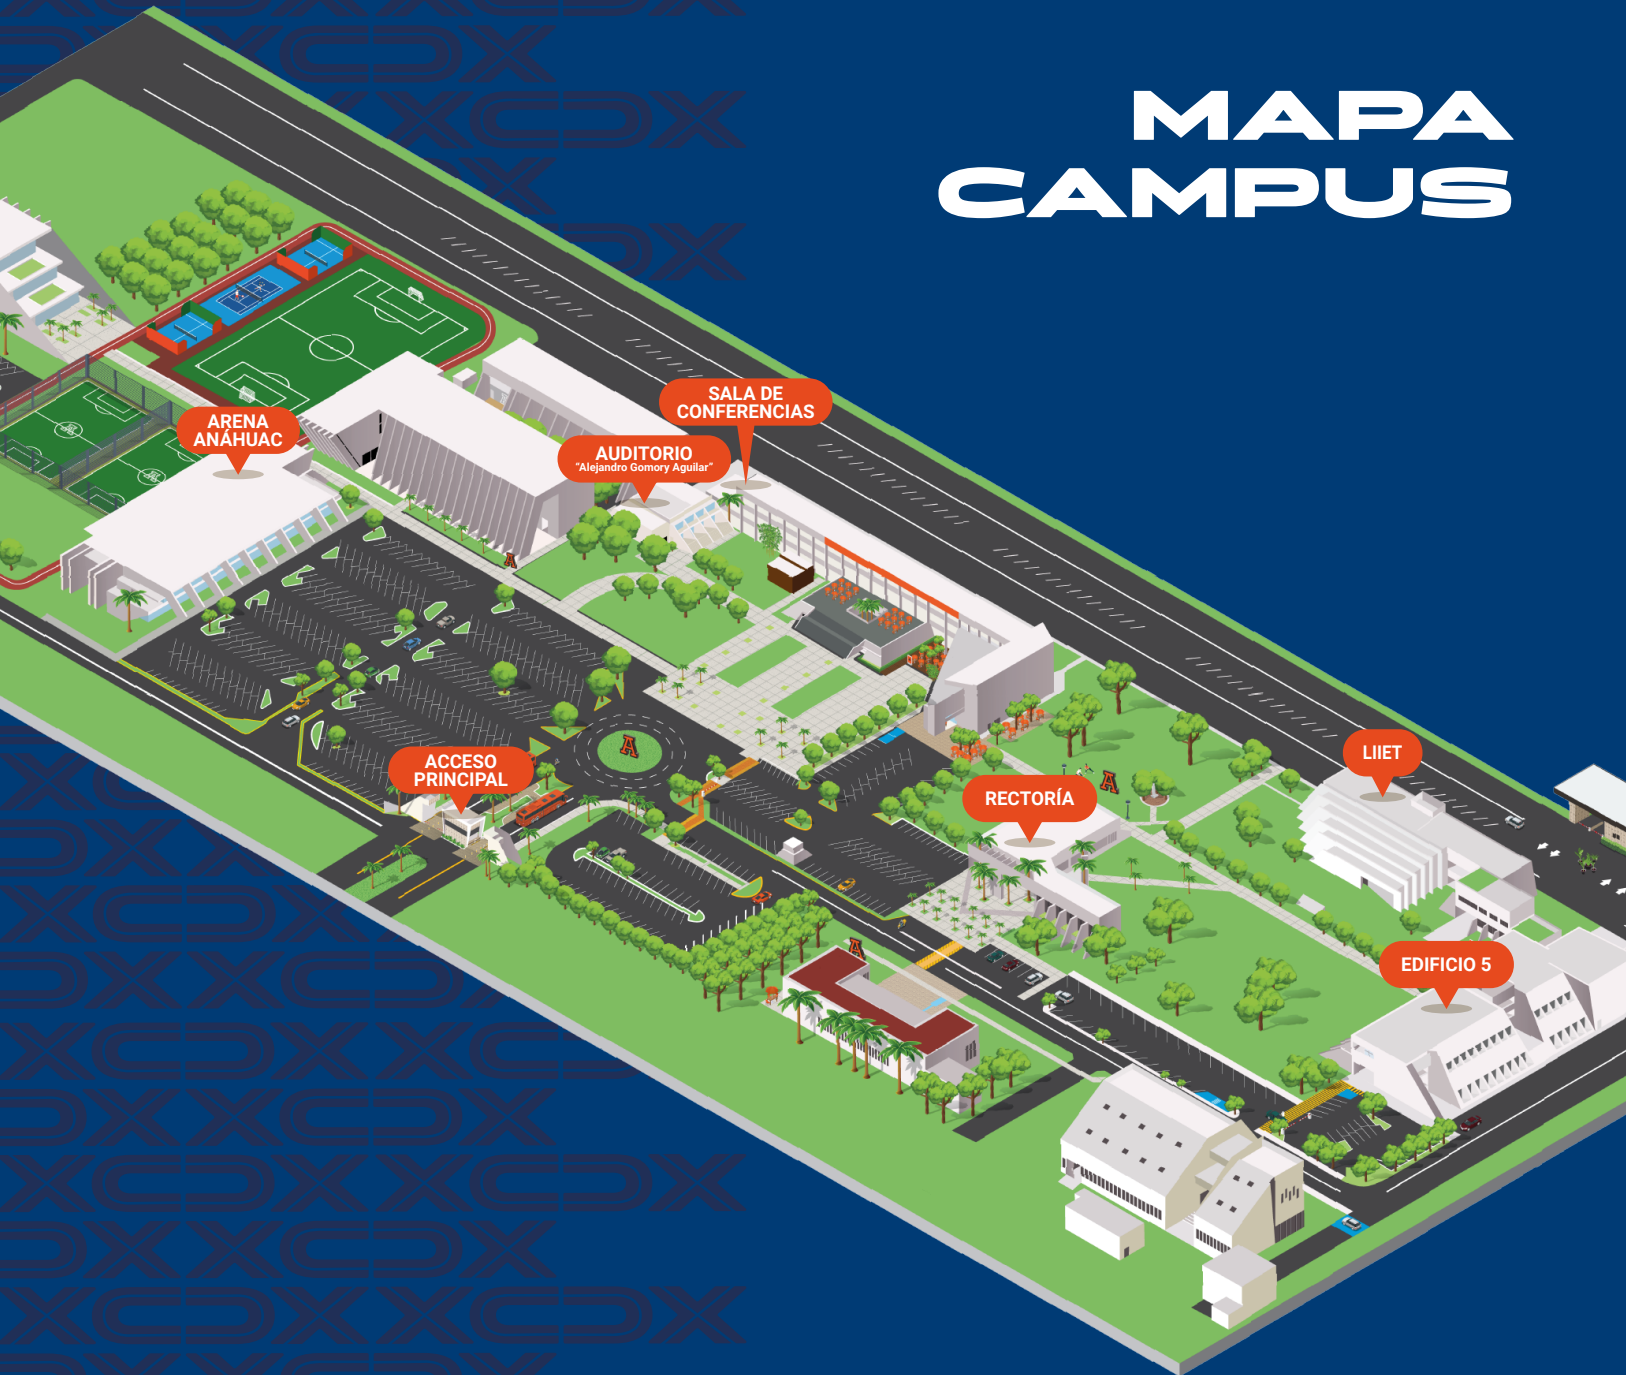 MAPA
CAMPUS
SALA DE
CONFERENCIAS
ARENA
ANÁHUAC
AUDITORIO
"Alejandro Gomory Aguilar"
ACCESO
PRINCIPAL
LIIET
RECTORÍA
EDIFICIO 5
A
A
A
A